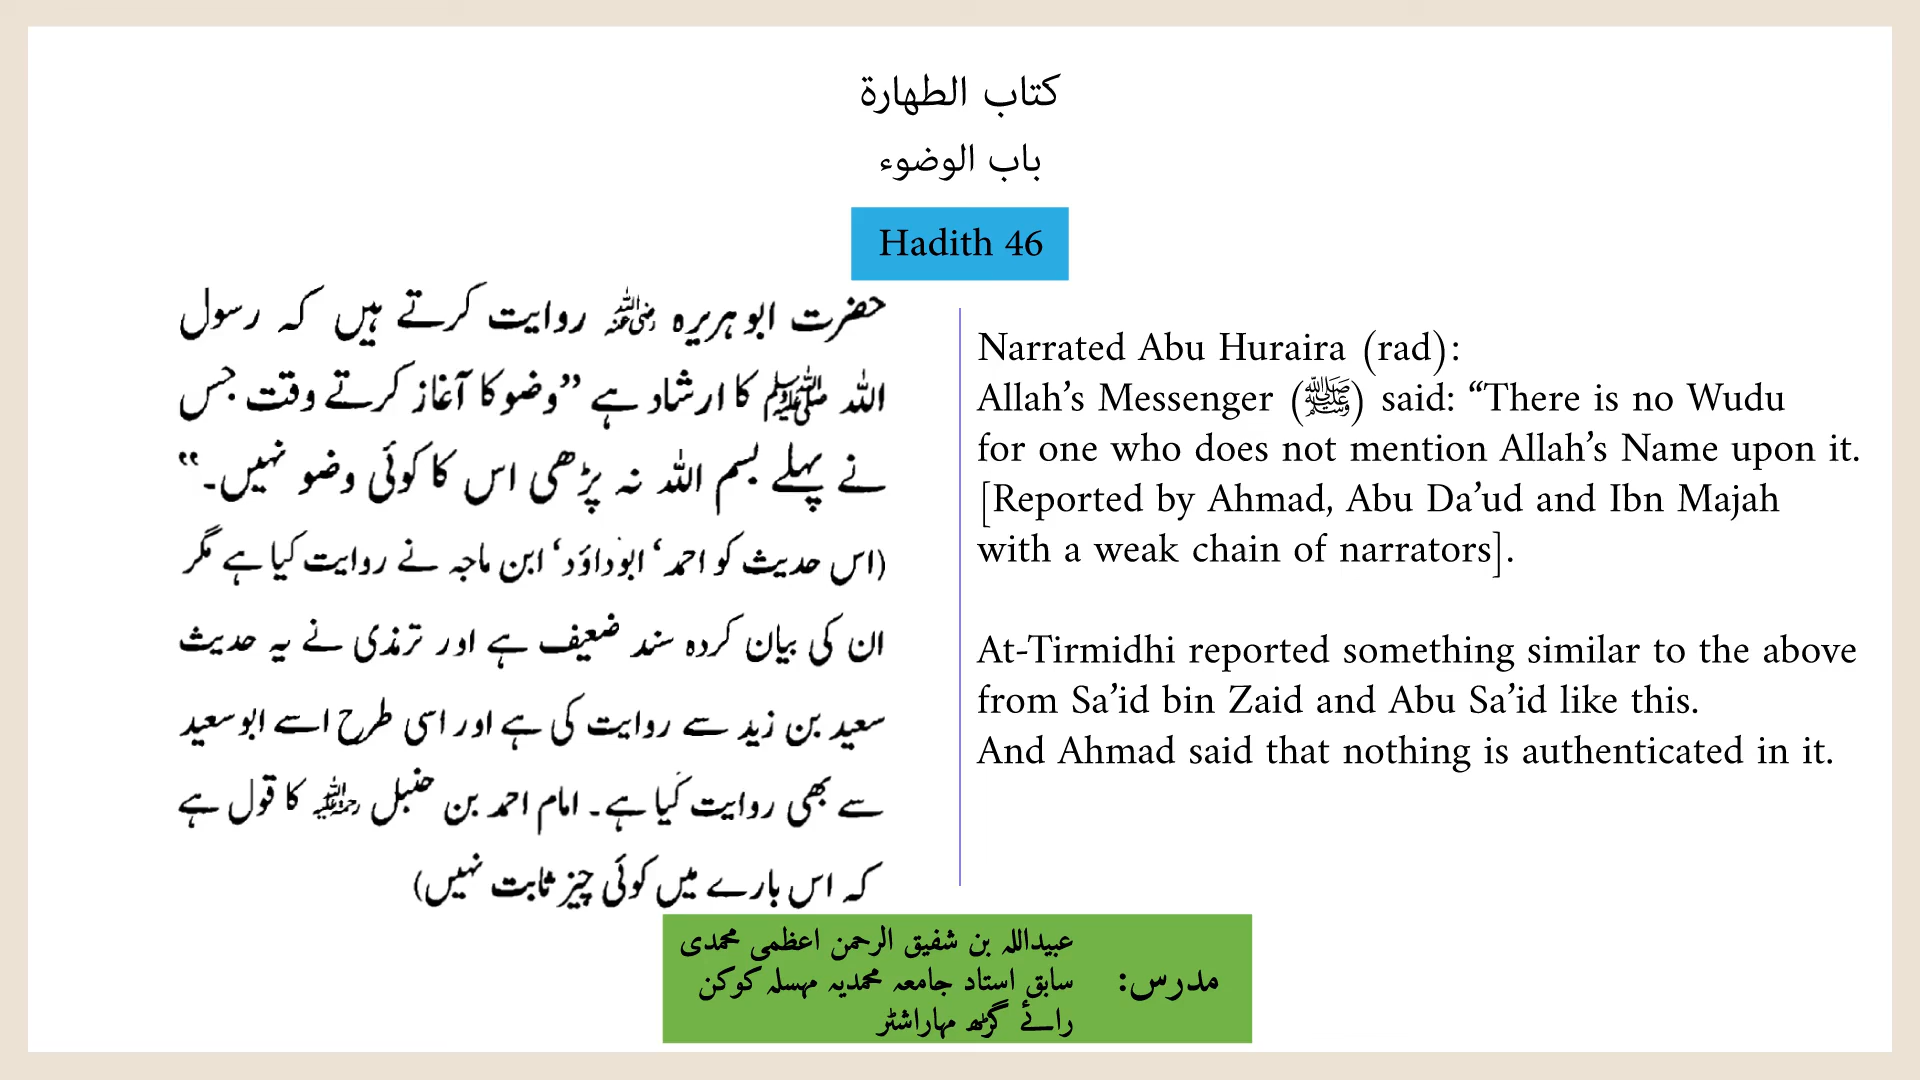 كتاب الطهارة
باب الوضوء
Hadith 46
حضرت ابو ہریرہ رضی اللہ عنہ روایت کرتے ہیں کہ رسول
اللہ ﷺ کا ارشاد ہے ”وضو کا آغاز کرتے وقت جس
نے پہلے بسم اللہ نہ پڑھی اس کا کوئی وضو نہیں۔“
(اس حدیث کو احمد‘ ابوداؤد‘ ابن ماجہ نے روایت کیا ہے مگر
ان کی بیان کردہ سند ضعیف ہے اور ترمذی نے یہ حدیث
سعید بن زید سے روایت کی ہے اور اسی طرح اسے ابو سعید
سے بھی روایت کیا ہے۔ امام احمد بن حنبل رحمہ اللہ کا قول ہے
کہ اس بارے میں کوئی چیز ثابت نہیں)
Narrated Abu Huraira (rad):
Allah’s Messenger (ﷺ) said: “There is no Wudu
for one who does not mention Allah’s Name upon it.
[Reported by Ahmad, Abu Da’ud and Ibn Majah
with a weak chain of narrators].
At-Tirmidhi reported something similar to the above
from Sa’id bin Zaid and Abu Sa’id like this.
And Ahmad said that nothing is authenticated in it.
مدرس:
عبیداللہ بن شفیق الرحمن اعظمی محمدی
سابق استاد جامعہ محمدیہ مہسلہ کوکن
رائے گڑھ مہاراشٹر